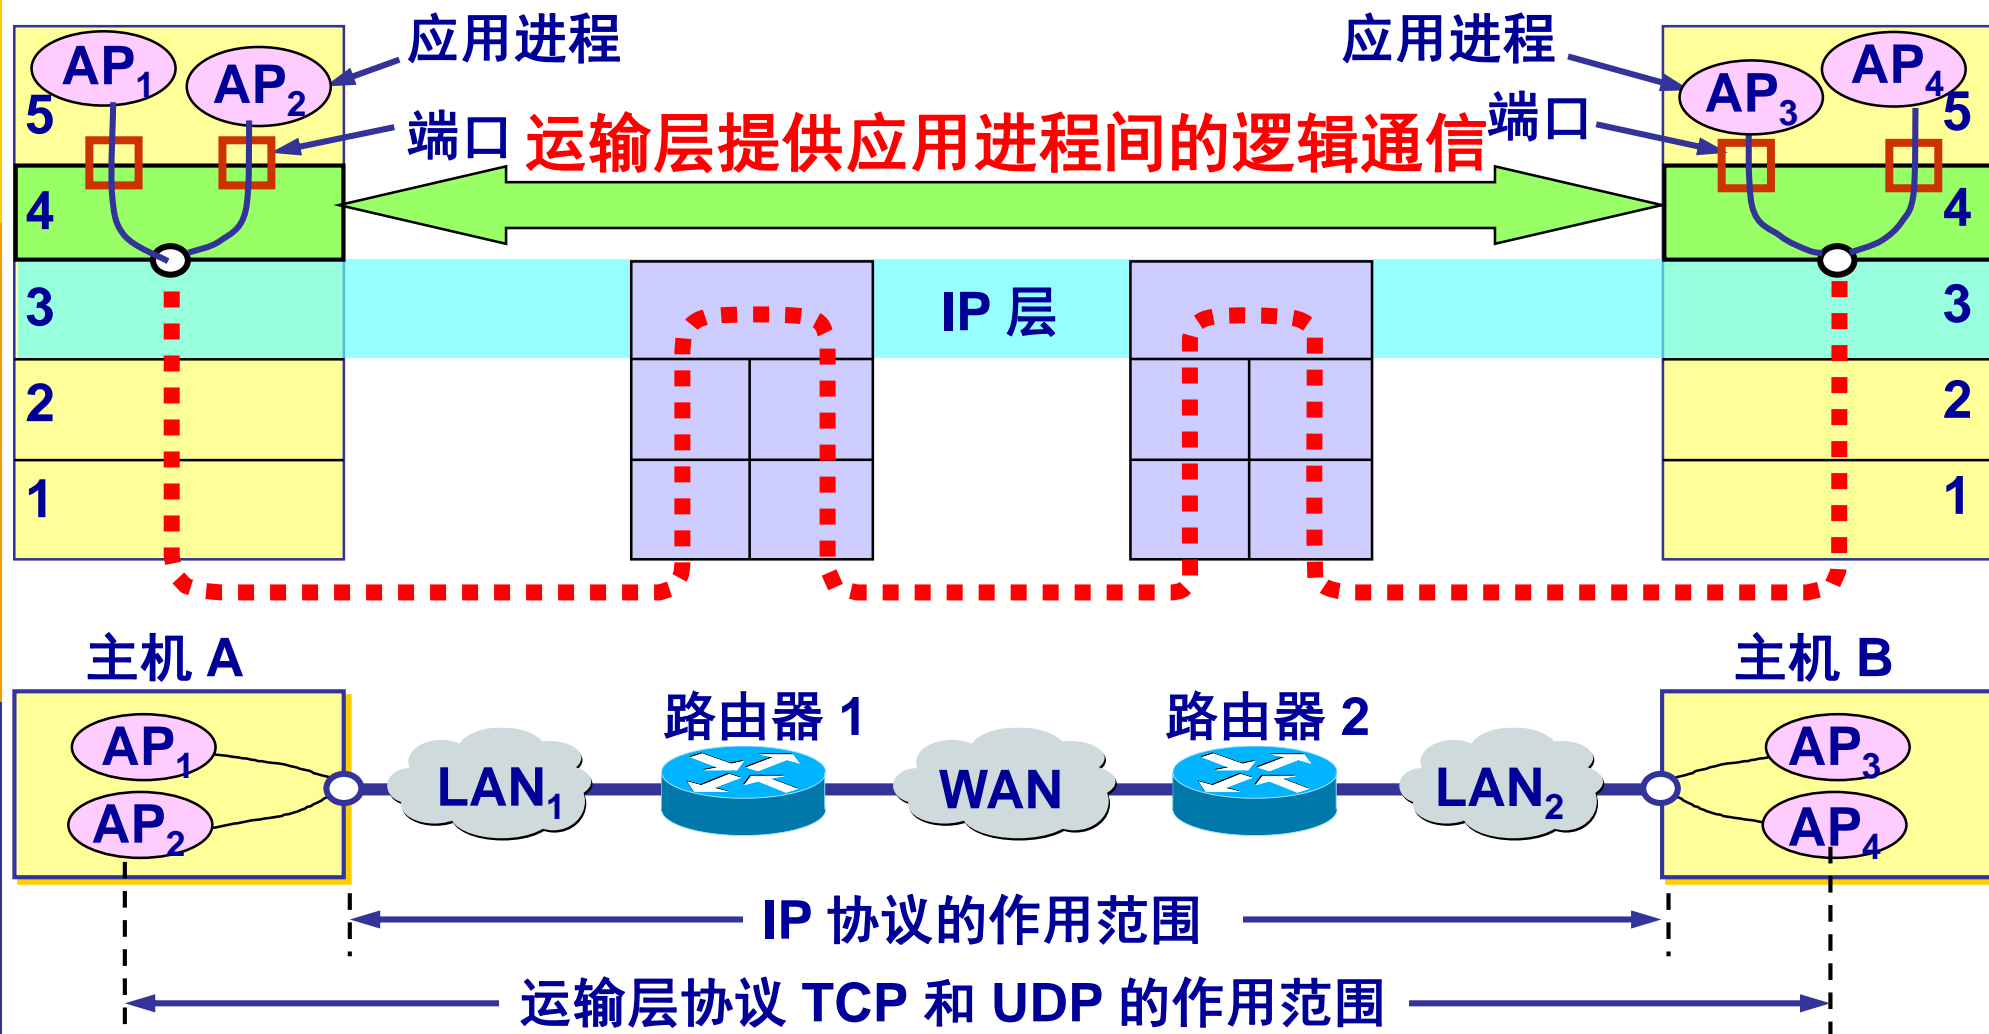 AP1
AP2
应用进程
应用进程
AP3
AP4
5
端口
运输层提供应用进程间的逻辑通信
端口
5
4
4
3
IP 层
3
2
2
1
1
主机 A
主机 B
路由器 1
路由器 2
AP1
AP2
LAN1
WAN
LAN2
AP3
AP4
IP 协议的作用范围
运输层协议 TCP 和 UDP 的作用范围